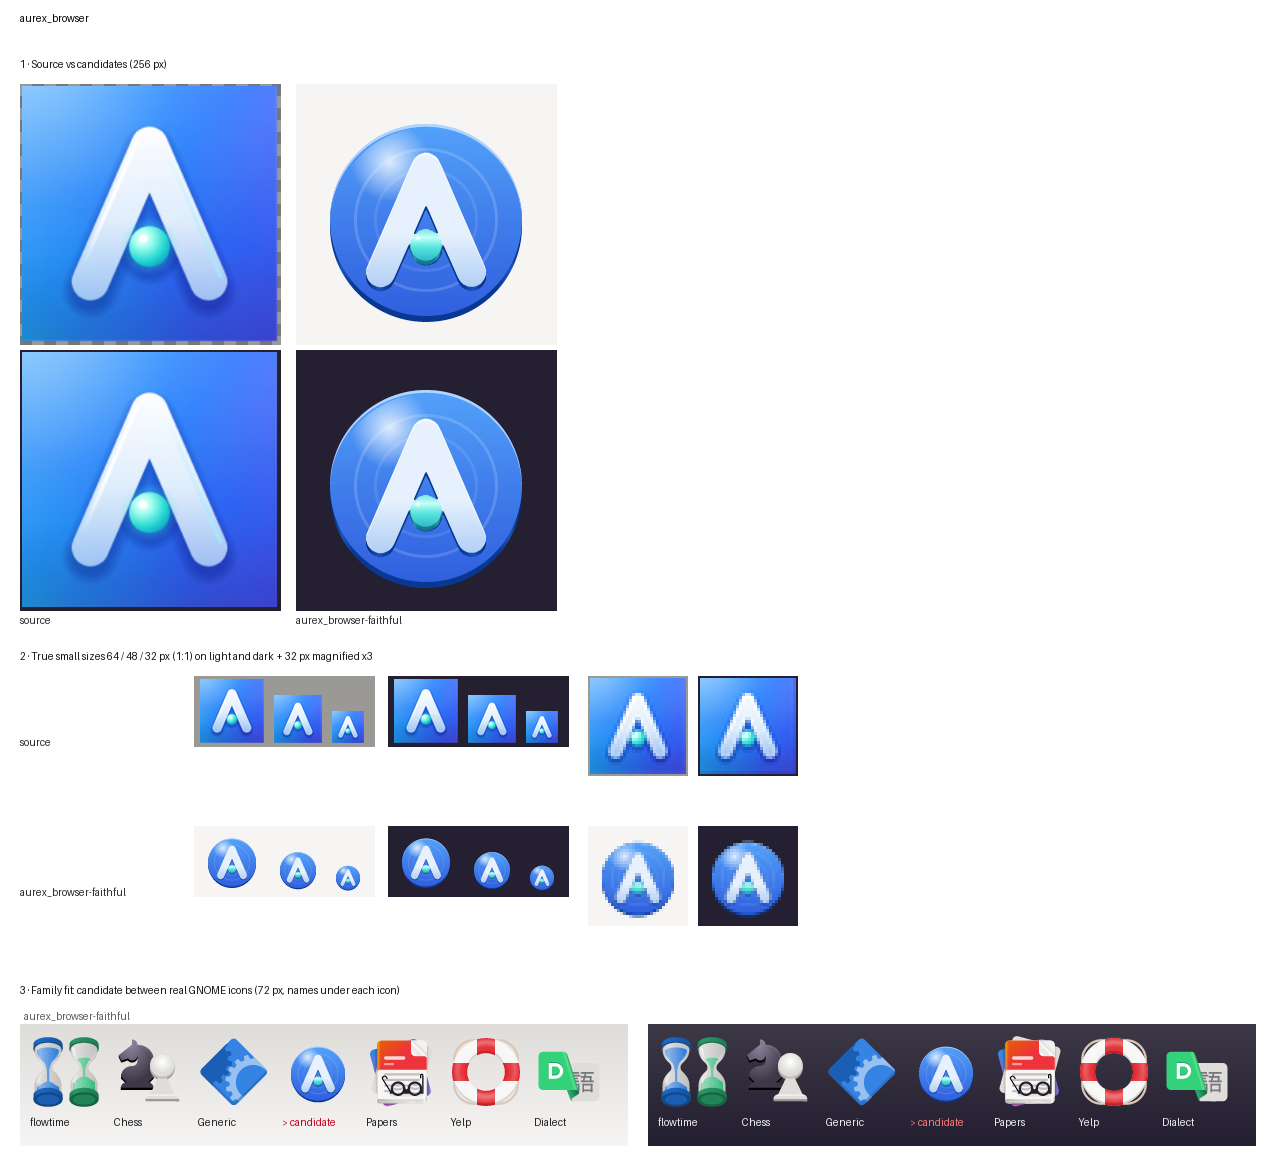 aurex_browser
1 · Source vs candidates (256 px)
source
aurex_browser-faithful
2 · True small sizes 64 / 48 / 32 px (1:1) on light and dark + 32 px magnified x3
source
aurex_browser-faithful
3 · Family fit: candidate between real GNOME icons (72 px, names under each icon)
aurex_browser-faithful
D 語 D 語
flowtime Chess Generic > candidate Papers Yelp Dialect flowtime Chess Generic > candidate Papers Yelp Dialect